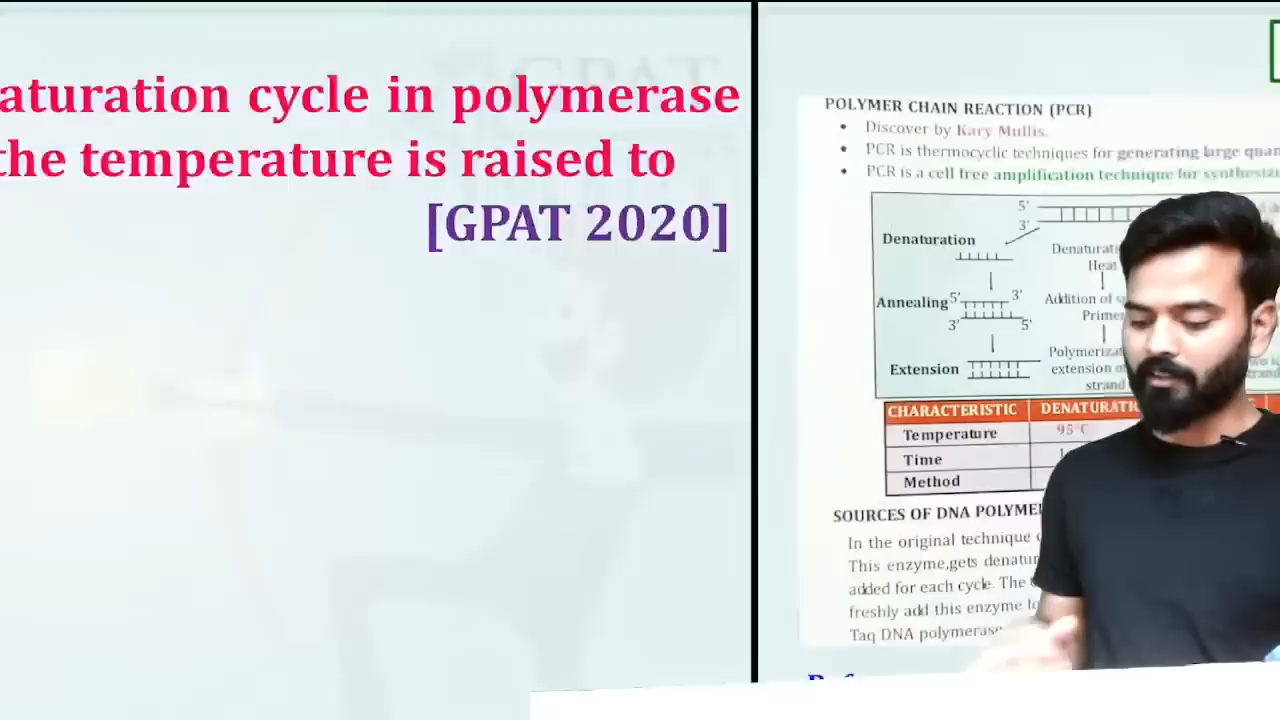 aturation cycle in polymerase
the temperature is raised to
[GPAT 2020]
POLYMER CHAIN REACTION (PCR)
• Discover by Kary Mullis.
• PCR is thermocyclic techniques for generating large quan
• PCR is a cell free amplification technique for synthesizi
5'
3'
Denaturation
Denaturati
Heat
Annealing
5'
3'
3'
5'
Addition of
Primer
Extension
Polymeriza
extension
strand
CHARACTERISTIC DENATURATI
Temperature 95°C
Time 1
Method
SOURCES OF DNA POLYME
In the original technique
This enzyme,gets denatur
added for each cycle. The
freshly add this enzyme
Taq DNA polymerase